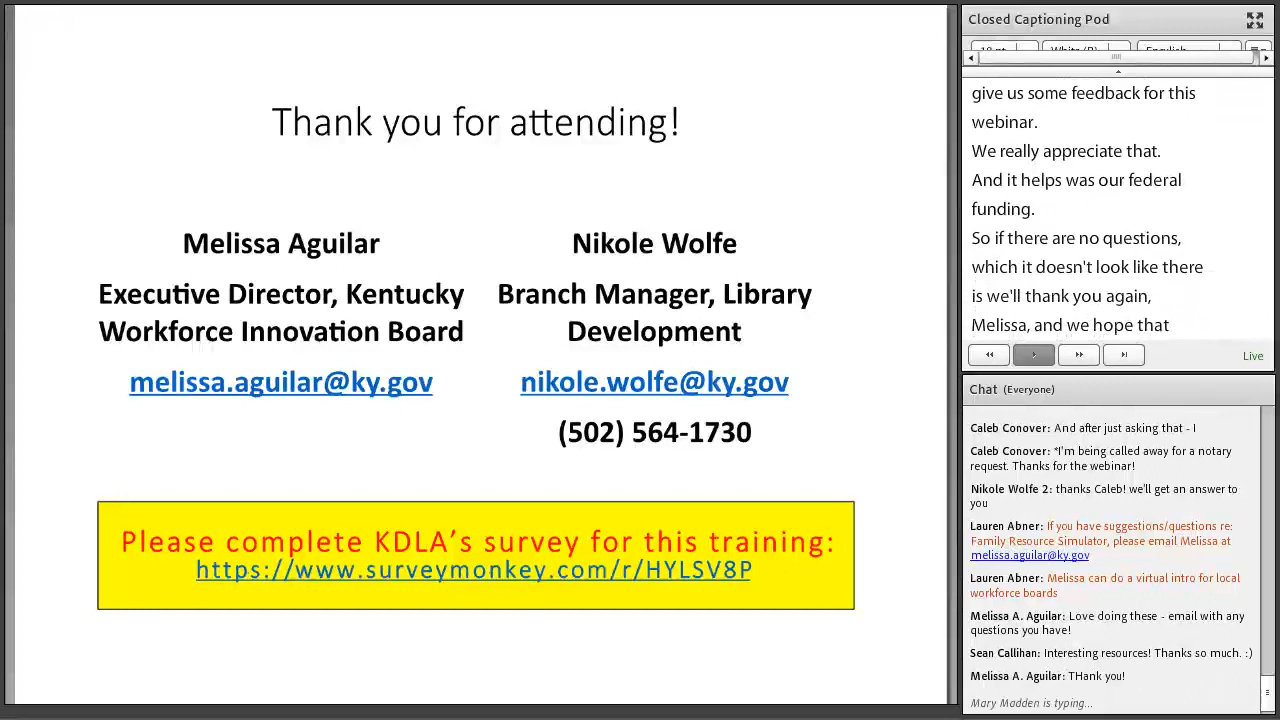 Thank you for attending!
Melissa Aguilar
Executive Director, Kentucky
Workforce Innovation Board
melissa.aguilar@ky.gov
Nikole Wolfe
Branch Manager, Library
Development
nikole.wolfe@ky.gov
(502) 564-1730
Please complete KDLA's survey for this training:
https://www.surveymonkey.com/r/HYLSV8P
Closed Captioning Pod
give us some feedback for this
webinar.
We really appreciate that.
And it helps was our federal
funding.
So if there are no questions,
which it doesn't look like there
is we'll thank you again,
Melissa, and we hope that
Live
Chat (Everyone)
Caleb Conover: And after just asking that - I
Caleb Conover: *I'm being called away for a notary
request. Thanks for the webinar!
Nikole Wolfe 2: thanks Caleb! we'll get an answer to
you
Lauren Abner: If you have suggestions/questions re:
Family Resource Simulator, please email Melissa at
melissa.aguilar@ky.gov
Lauren Abner: Melissa can do a virtual intro for local
workforce boards
Melissa A. Aguilar: Love doing these - email with any
questions you have!
Sean Callihan: Interesting resources! Thanks so much. :)
Melissa A. Aguilar: THank you!
Mary Madden is typing...